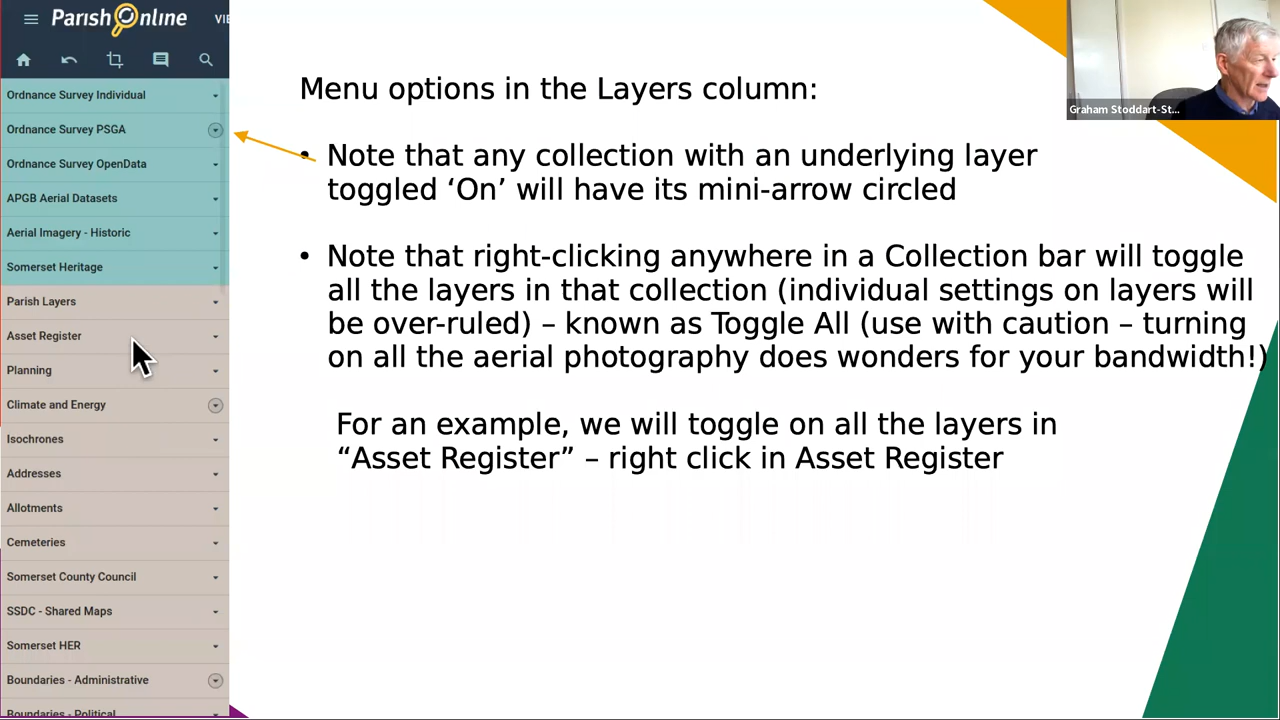 Parish Online
VIE
Ordnance Survey Individual
Ordnance Survey PSGA
Ordnance Survey OpenData
APGB Aerial Datasets
Aerial Imagery - Historic
Somerset Heritage
Parish Layers
Asset Register
Planning
Climate and Energy
Isochrones
Addresses
Allotments
Cemeteries
Somerset County Council
SSDC - Shared Maps
Somerset HER
Boundaries - Administrative
Boundaries - Political
Menu options in the Layers column:
• Note that any collection with an underlying layer
toggled ‘On’ will have its mini-arrow circled
• Note that right-clicking anywhere in a Collection bar will toggle
all the layers in that collection (individual settings on layers will
be over-ruled) – known as Toggle All (use with caution – turning
on all the aerial photography does wonders for your bandwidth!)
For an example, we will toggle on all the layers in
“Asset Register” – right click in Asset Register
Graham Stoddart-St...